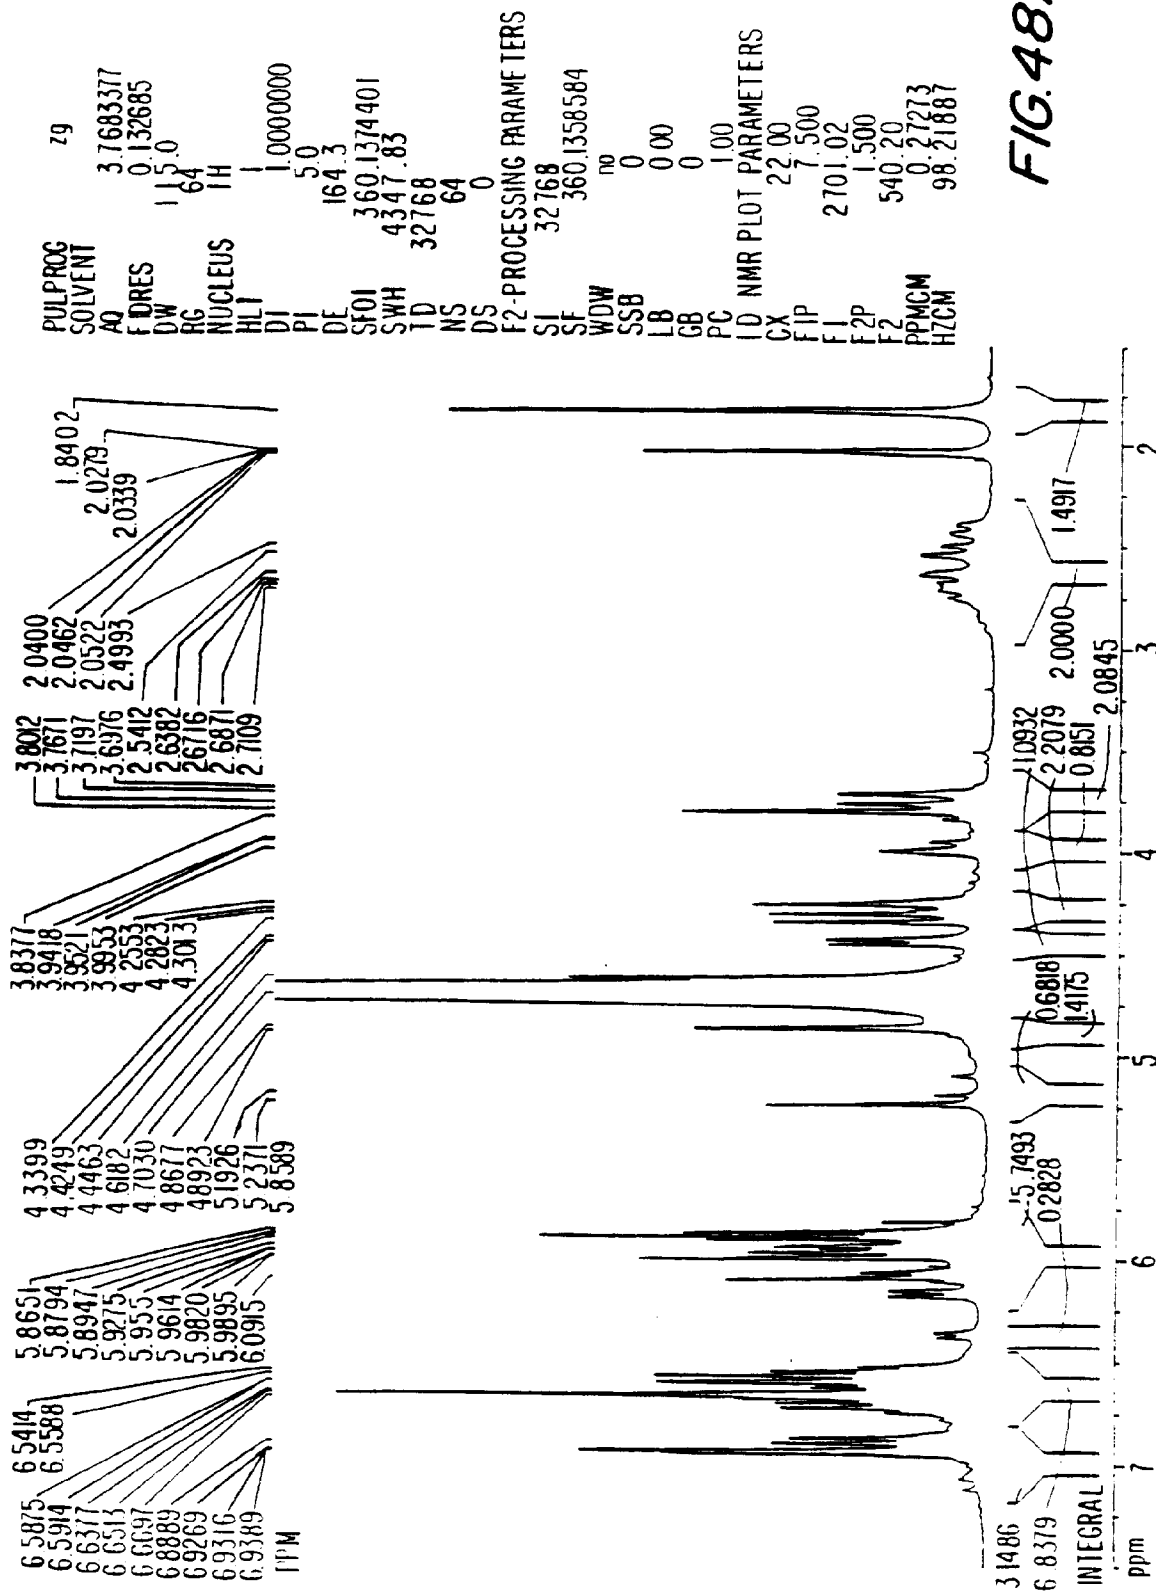 PULPROG zg
SOLVENT
AQ 3.7683377
FIDRES 0.132685
DW 115.0
RG 64
NUCLEUS 1H
HL1 1
D1 1.0000000
P1 5.0
DE 164.3
SFO1 360.1374401
SWH 4347.83
TD 32768
NS 64
DS 0
F2-PROCESSING PARAMETERS
SI 32768
SF 360.1358584
WDW no
SSB 0
LB 0.00
GB 0
PC 1.00
1D NMR PLOT PARAMETERS
CX 22.00
F1P 7.500
F1 2701.02
F2P 1.500
F2 540.20
PPMCM 0.27273
HZCM 98.21887
FIG.48
PPM
6.9389
6.9316
6.9269
6.8889
6.6697
6.6513
6.6377
6.5914
6.5875
6.5588
6.5414
6.0915
5.9895
5.9820
5.9614
5.955
5.9275
5.8947
5.8794
5.8651
5.8589
5.2371
5.1926
4.8923
4.8677
4.7030
4.6182
4.4463
4.4249
4.3399
4.3013
4.2823
4.2553
3.9953
3.9521
3.9418
3.8377
3.8012
3.7671
3.7197
3.6976
2.7109
2.6871
2.6716
2.6382
2.5412
2.4993
2.0522
2.0462
2.0400
2.0339
2.0279
1.8402
INTEGRAL
6.8379
3.1486
0.2828
5.7493
1.4175
0.6818
2.0845
0.8151
2.2079
1.0932
2.0000
1.4917
ppm
7 6 5 4 3 2